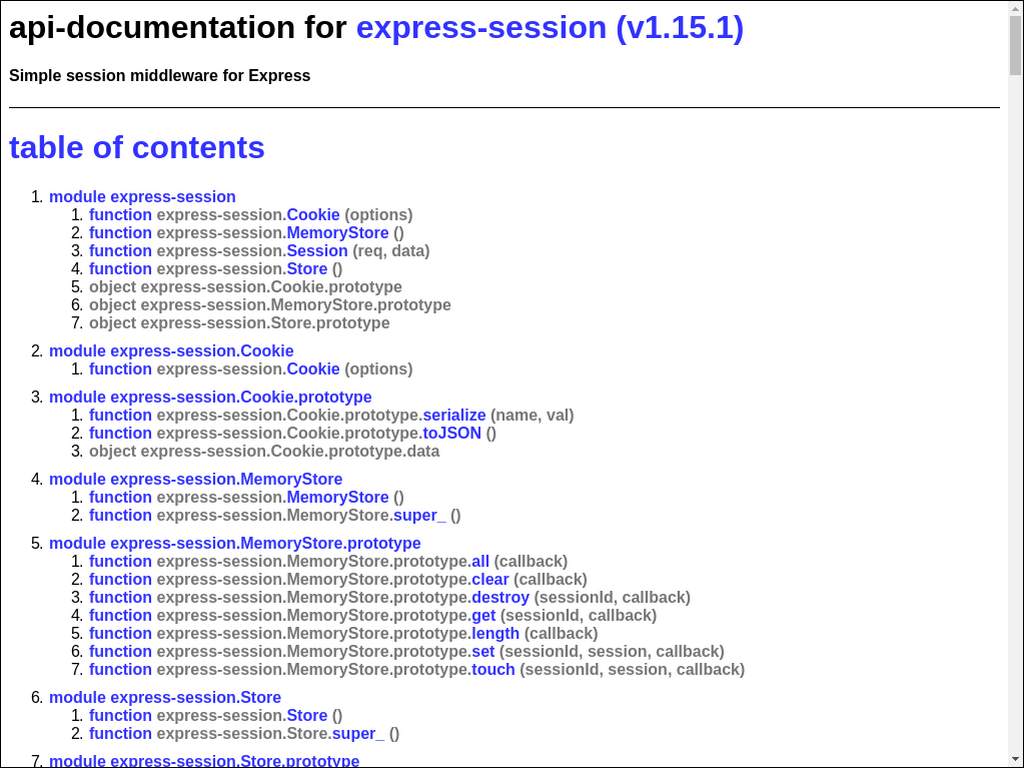 api-documentation for express-session (v1.15.1)
Simple session middleware for Express
table of contents
1. module express-session
1. function express-session.Cookie (options)
2. function express-session.MemoryStore ()
3. function express-session.Session (req, data)
4. function express-session.Store ()
5. object express-session.Cookie.prototype
6. object express-session.MemoryStore.prototype
7. object express-session.Store.prototype
2. module express-session.Cookie
1. function express-session.Cookie (options)
3. module express-session.Cookie.prototype
1. function express-session.Cookie.prototype.serialize (name, val)
2. function express-session.Cookie.prototype.toJSON ()
3. object express-session.Cookie.prototype.data
4. module express-session.MemoryStore
1. function express-session.MemoryStore ()
2. function express-session.MemoryStore.super_ ()
5. module express-session.MemoryStore.prototype
1. function express-session.MemoryStore.prototype.all (callback)
2. function express-session.MemoryStore.prototype.clear (callback)
3. function express-session.MemoryStore.prototype.destroy (sessionId, callback)
4. function express-session.MemoryStore.prototype.get (sessionId, callback)
5. function express-session.MemoryStore.prototype.length (callback)
6. function express-session.MemoryStore.prototype.set (sessionId, session, callback)
7. function express-session.MemoryStore.prototype.touch (sessionId, session, callback)
6. module express-session.Store
1. function express-session.Store ()
2. function express-session.Store.super_ ()
7. module express-session.Store.prototype